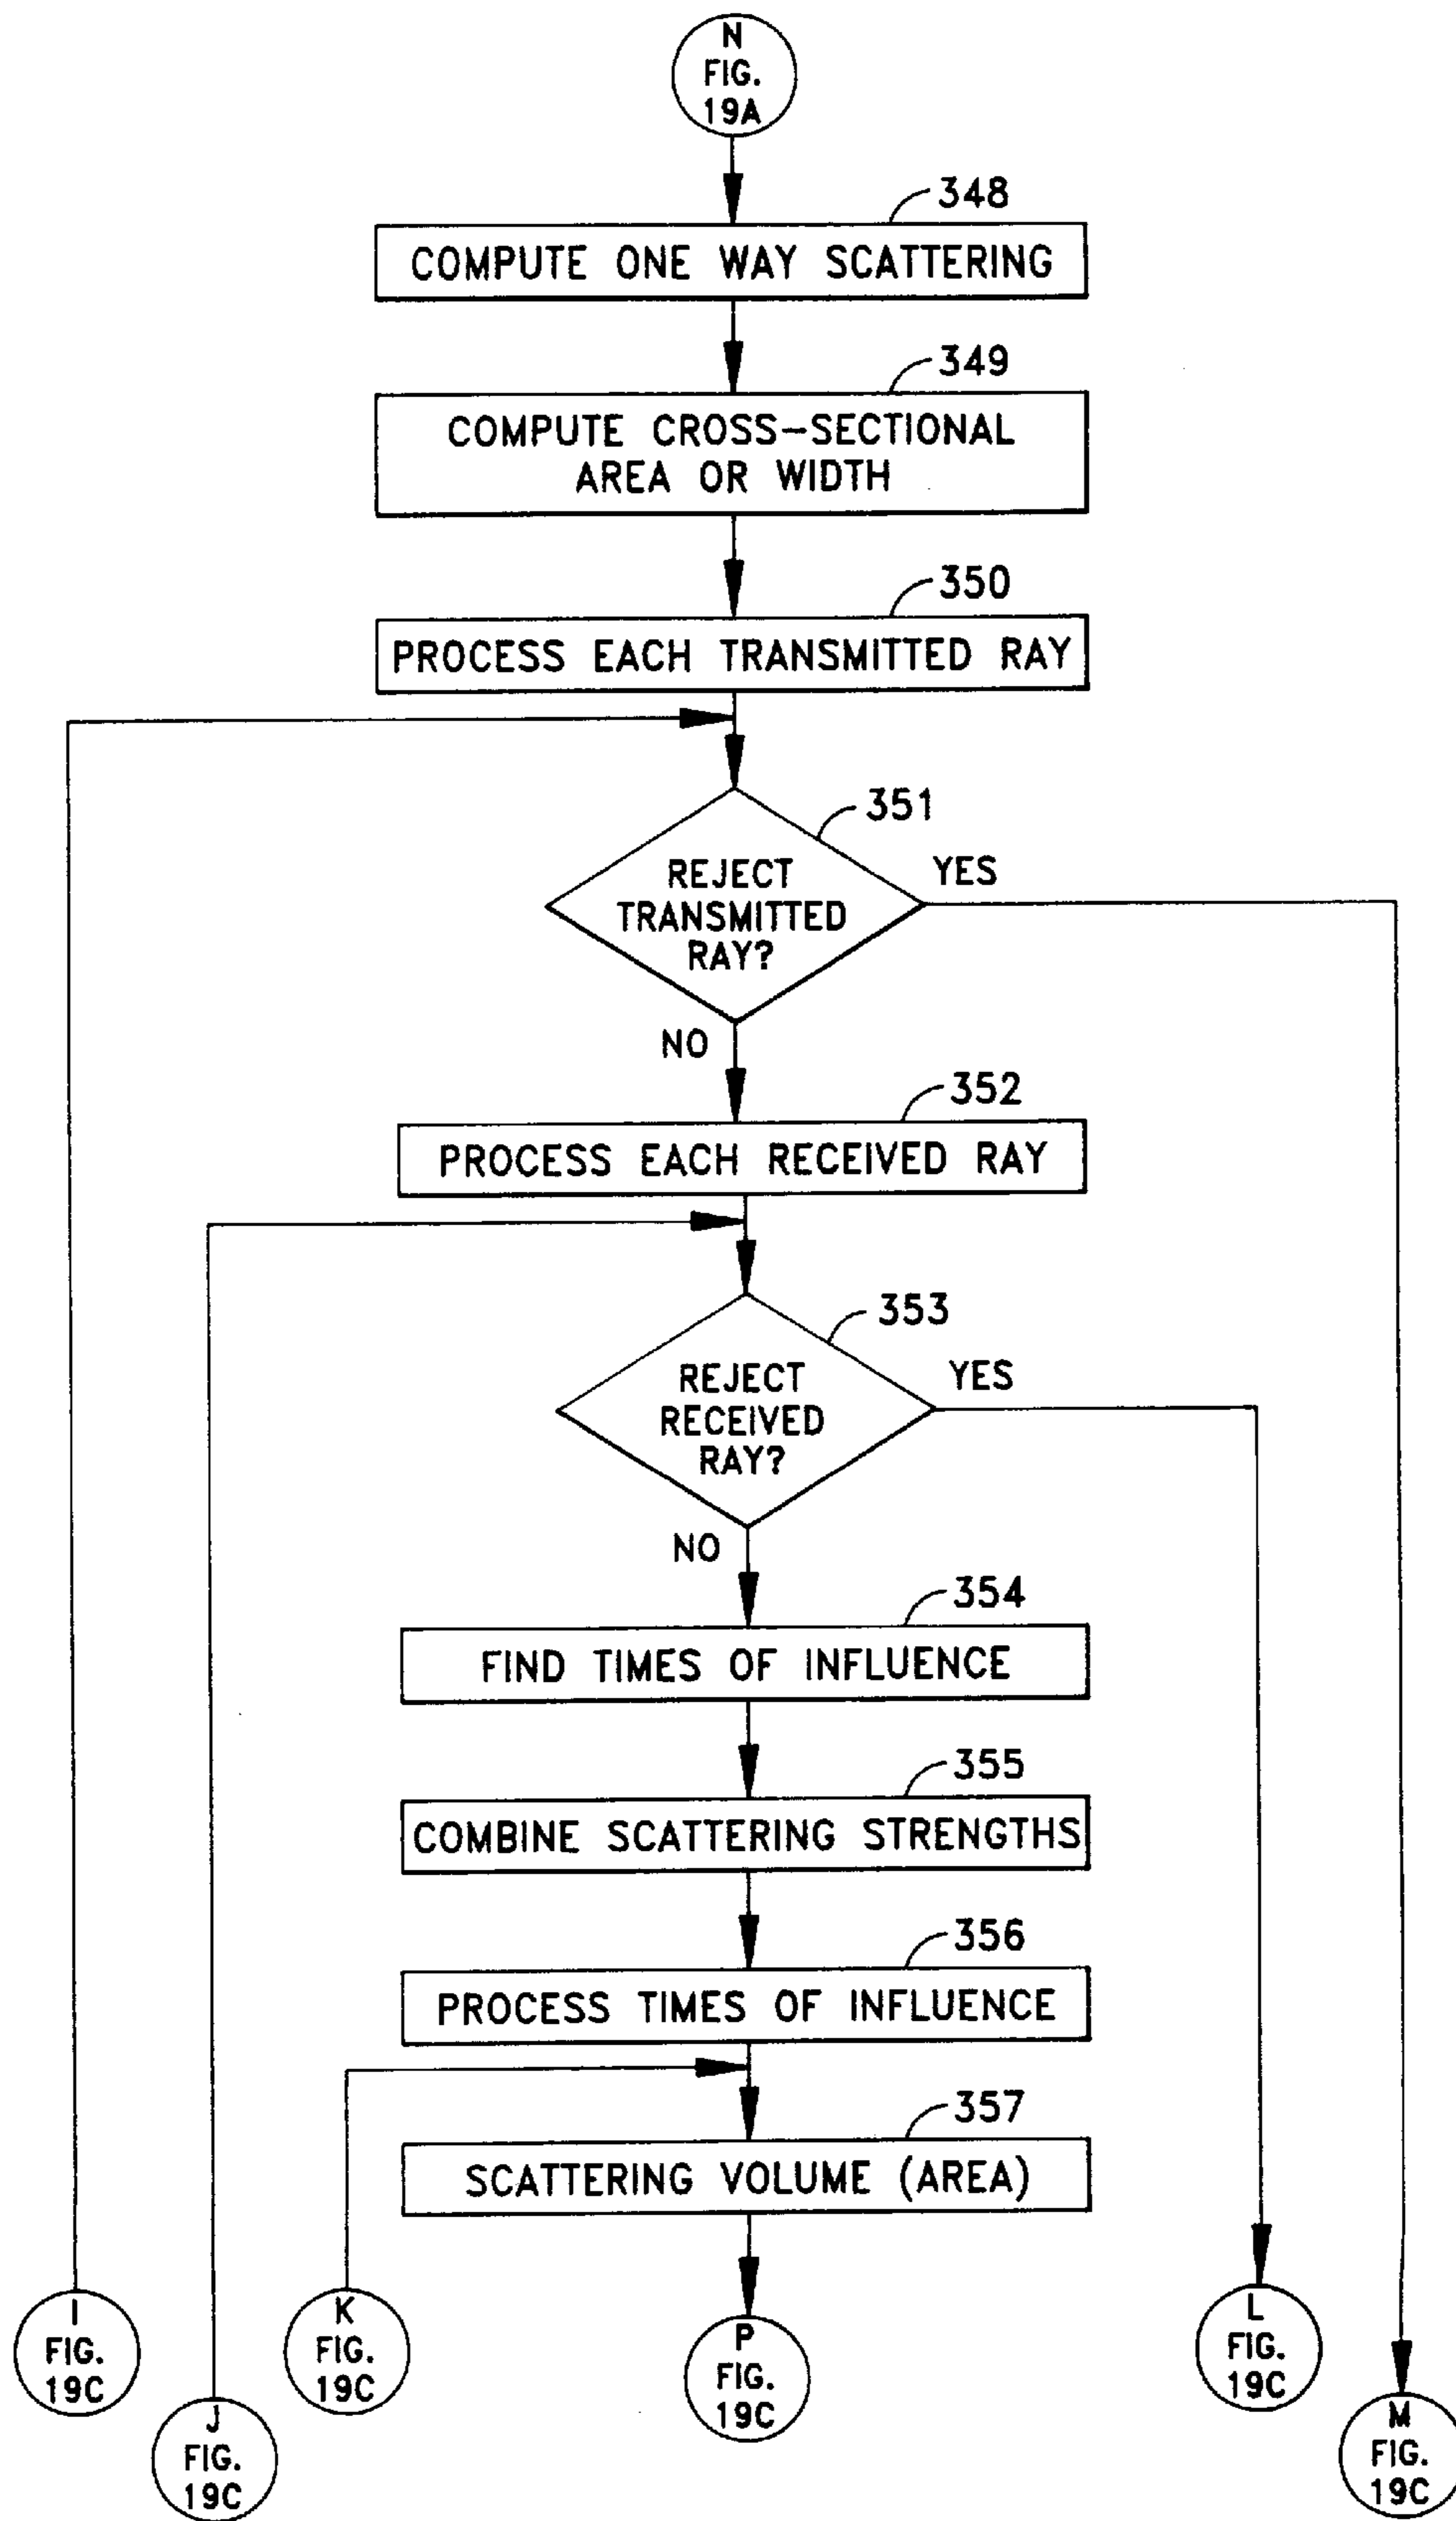 N
FIG.
19A
348
COMPUTE ONE WAY SCATTERING
349
COMPUTE CROSS-SECTIONAL
AREA OR WIDTH
350
PROCESS EACH TRANSMITTED RAY
351
REJECT
TRANSMITTED
RAY?
YES
NO
352
PROCESS EACH RECEIVED RAY
353
REJECT
RECEIVED
RAY?
YES
NO
354
FIND TIMES OF INFLUENCE
355
COMBINE SCATTERING STRENGTHS
356
PROCESS TIMES OF INFLUENCE
357
SCATTERING VOLUME (AREA)
I
FIG.
19C
J
FIG.
19C
K
FIG.
19C
P
FIG.
19C
L
FIG.
19C
M
FIG.
19C